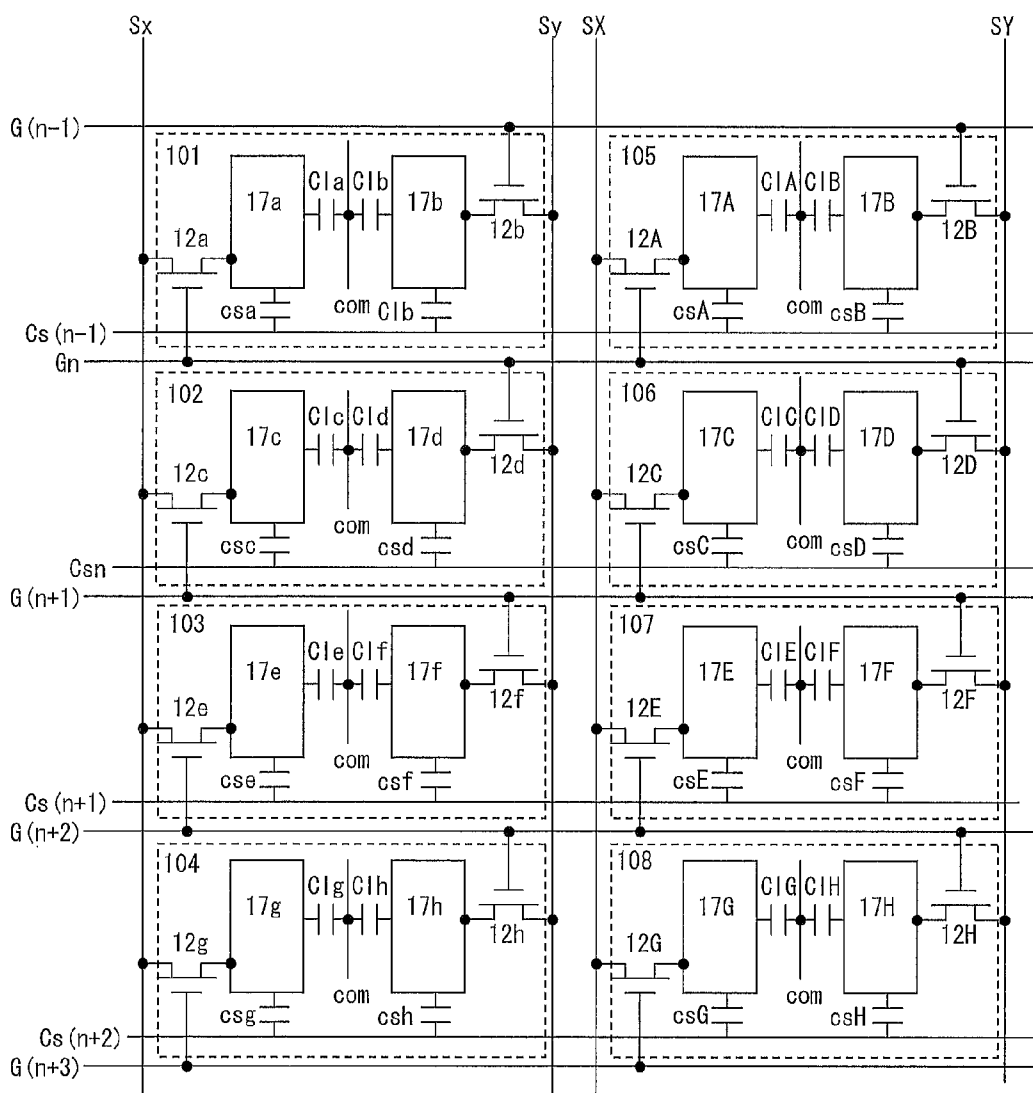 Sx Sy SX SY
G(n-1)
101 105
Cla Clb ClA ClB
17a 17b 17A 17B
12a 12b 12A 12B
csa com Clb csA com csB
Cs(n-1)
Gn
102 106
Clc Cld ClC ClD
17c 17d 17C 17D
12c 12d 12C 12D
csc com csd csC com csD
Csn
G(n+1)
103 107
Cle Clf ClE ClF
17e 17f 17E 17F
12e 12f 12E 12F
cse com csf csE com csF
Cs(n+1)
G(n+2)
104 108
Clg Clh ClG ClH
17g 17h 17G 17H
12g 12h 12G 12H
csg com csh csG com csH
Cs(n+2)
G(n+3)